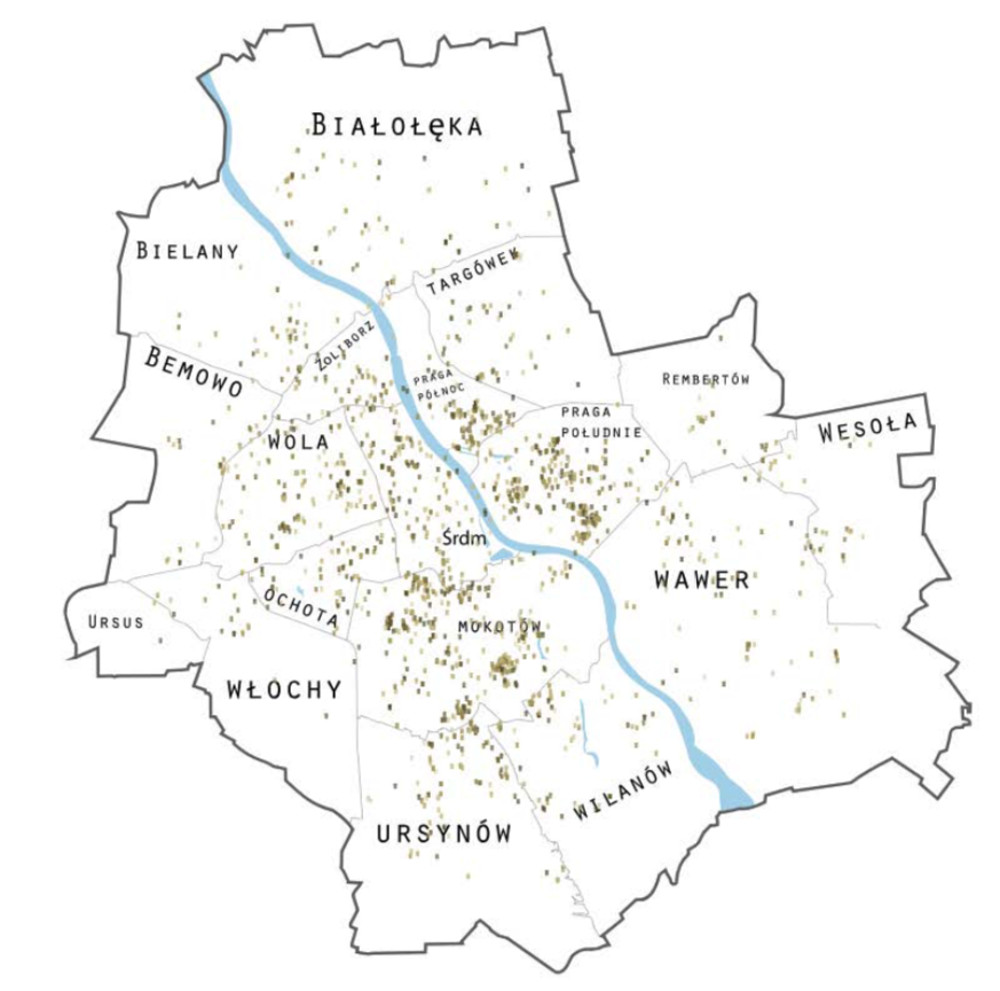 BIAŁOŁęKA
BIELANY
TARGÓWEK
ŻOLIBORZ
BEMOWO
PRAGA
PÓŁNOC
REMBERTÓW
PRAGA
POŁUDNIE
WESOŁA
WOLA
Śrdm
WAWER
OCHOTA
URSUS
MOKOTÓW
WŁOCHY
WILANÓW
URSYNÓW